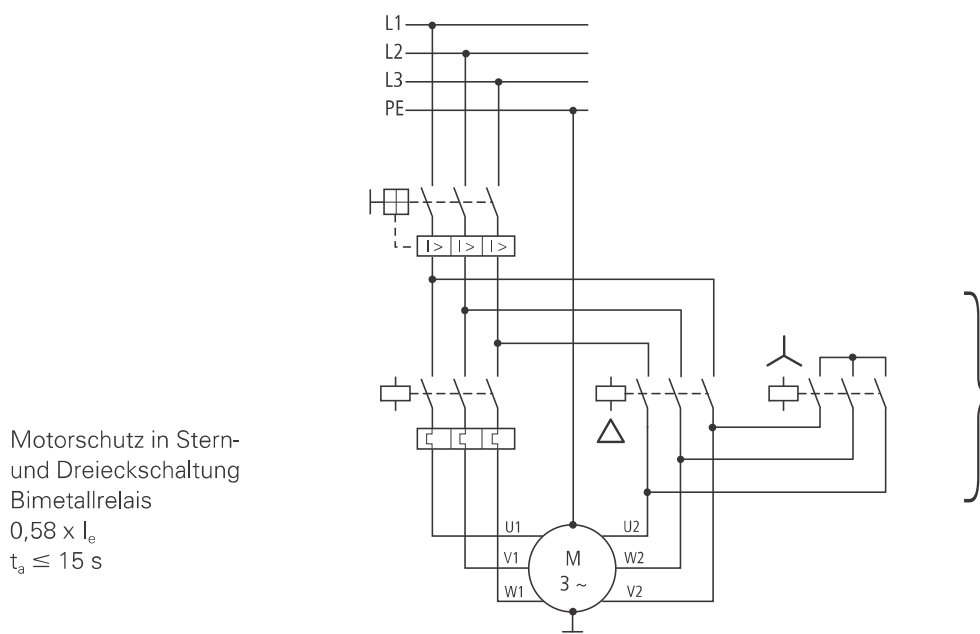 L1
L2
L3
PE
I> I> I>
Motorschutz in Stern-
und Dreieckschaltung
Bimetallrelais
0,58 x Iₑ
tₐ ≤ 15 s
U1 U2
V1 M W2
3 ~
W1 V2